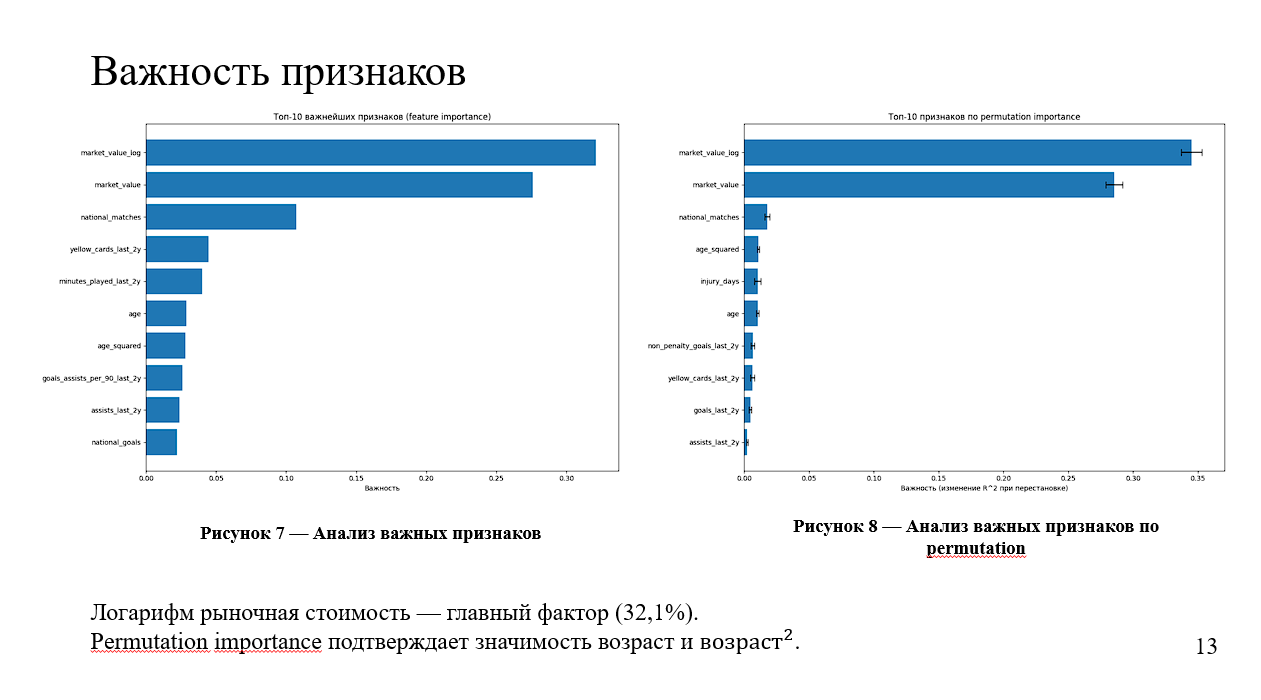 Важность признаков
Топ-10 важнейших признаков (feature importance)
market_value_log
market_value
national_matches
yellow_cards_last_2y
minutes_played_last_2y
age
age_squared
goals_assists_per_90_last_2y
assists_last_2y
national_goals
0.00 0.05 0.10 0.15 0.20 0.25 0.30
Важность
Рисунок 7 — Анализ важных признаков
Топ-10 признаков по permutation importance
market_value_log
market_value
national_matches
age_squared
injury_days
age
non_penalty_goals_last_2y
yellow_cards_last_2y
goals_last_2y
assists_last_2y
0.00 0.05 0.10 0.15 0.20 0.25 0.30 0.35
Важность (изменение R^2 при перестановке)
Рисунок 8 — Анализ важных признаков по
permutation
Логарифм рыночная стоимость — главный фактор (32,1%).
Permutation importance подтверждает значимость возраст и возраст².
13